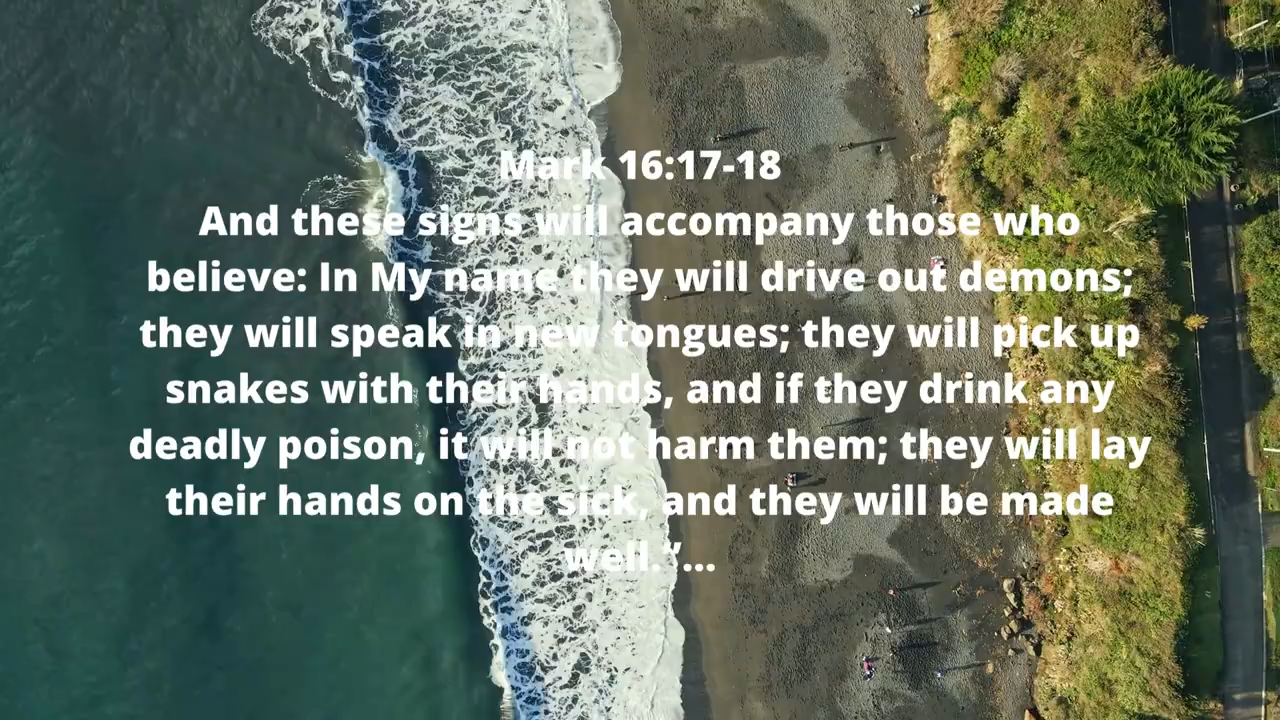 Mark 16:17-18
And these signs will accompany those who
believe: In My name they will drive out demons;
they will speak in new tongues; they will pick up
snakes with their hands, and if they drink any
deadly poison, it will not harm them; they will lay
their hands on the sick, and they will be made
well.”...